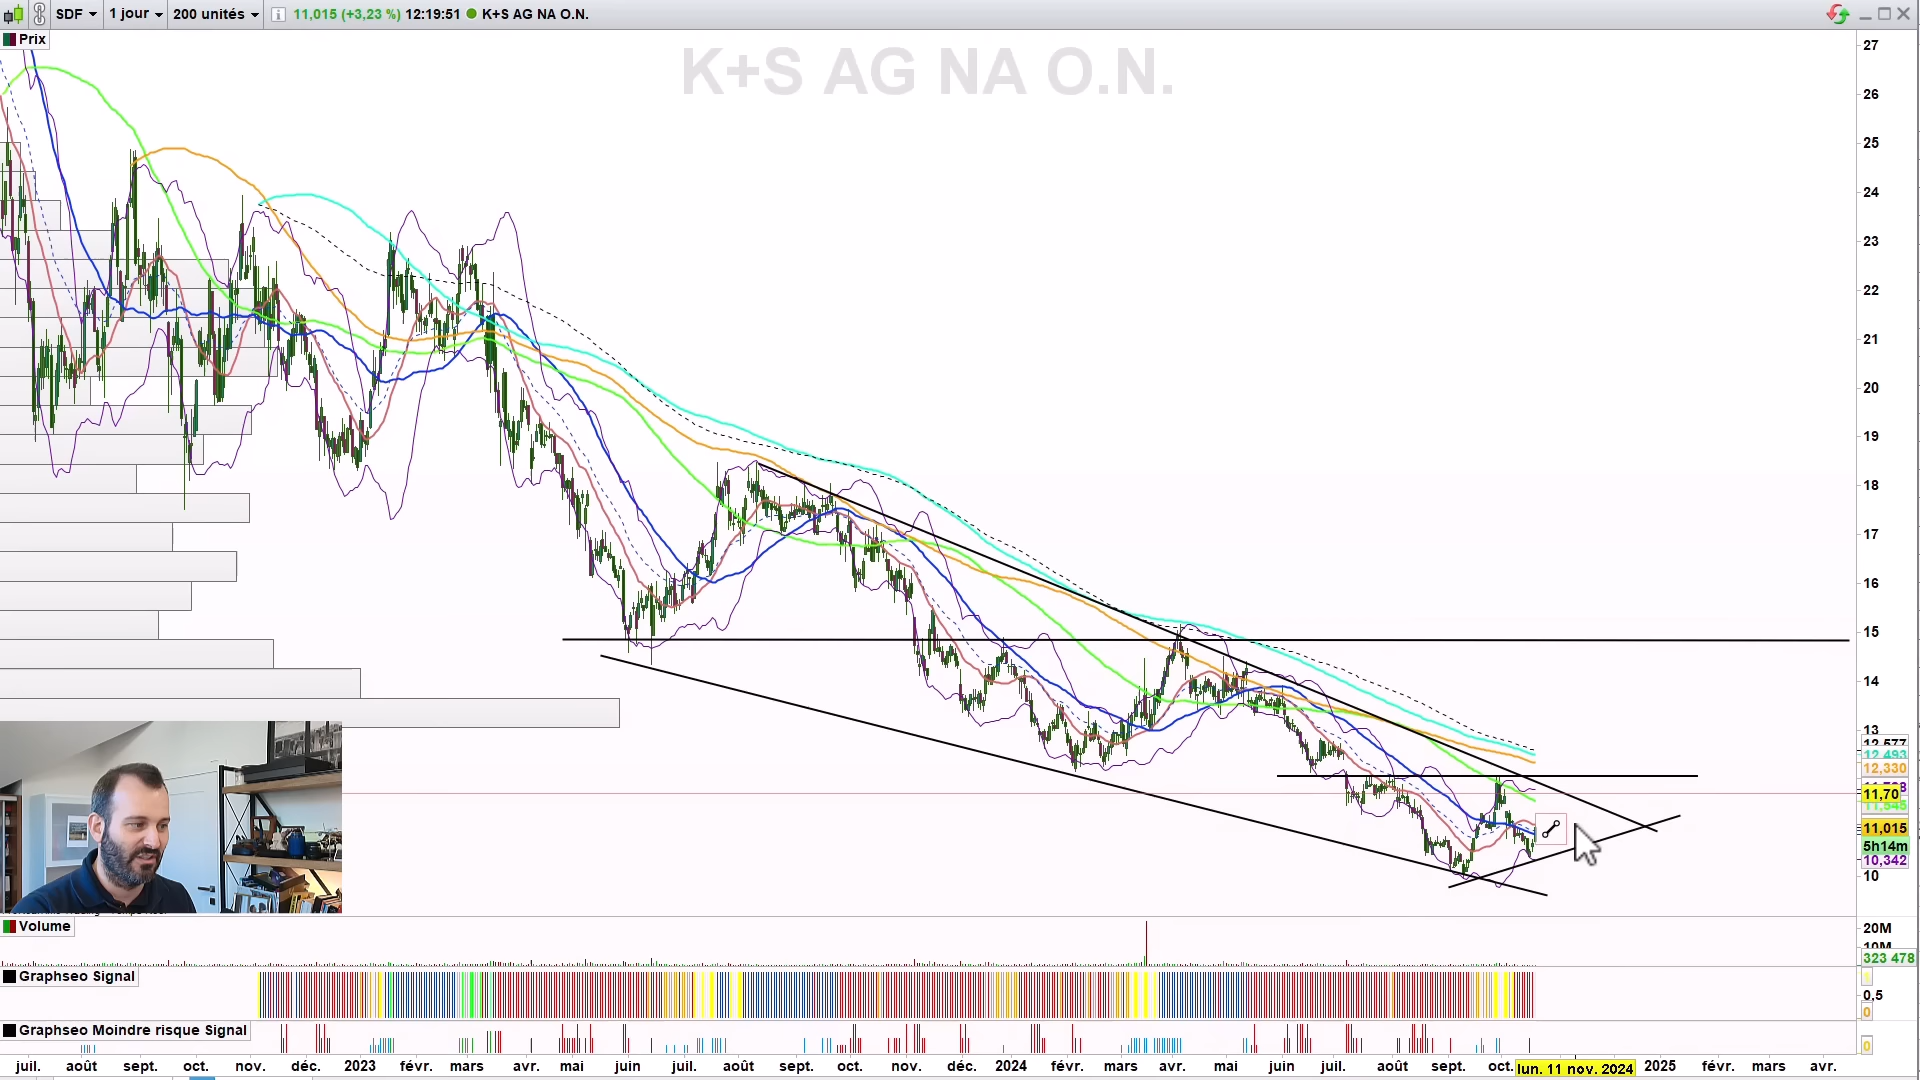 SDF 1 jour 200 unités 11,015 (+3,23 %) 12:19:51 K+S AG NA O.N.
Prix
K+S AG NA O.N.
27
26
25
24
23
22
21
20
19
18
17
16
15
14
13
12,577
12,493
12,330
11,70
11,015
5h14m
10,342
10
Volume
20M
10M
323 478
Graphseo Signal
0,5
0
Graphseo Moindre risque Signal
0
juil. août sept. oct. nov. déc. 2023 févr. mars avr. mai juin juil. août sept. oct. nov. déc. 2024 févr. mars avr. mai juin juil. août sept. oct. lun. 11 nov. 2024 2025 févr. mars avr.